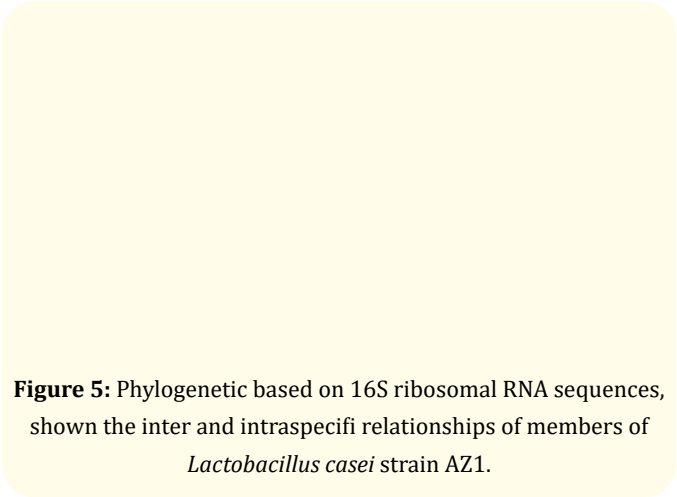 Figure 5: Phylogenetic based on 16S ribosomal RNA sequences,
shown the inter and intraspecifi relationships of members of
Lactobacillus casei strain AZ1.